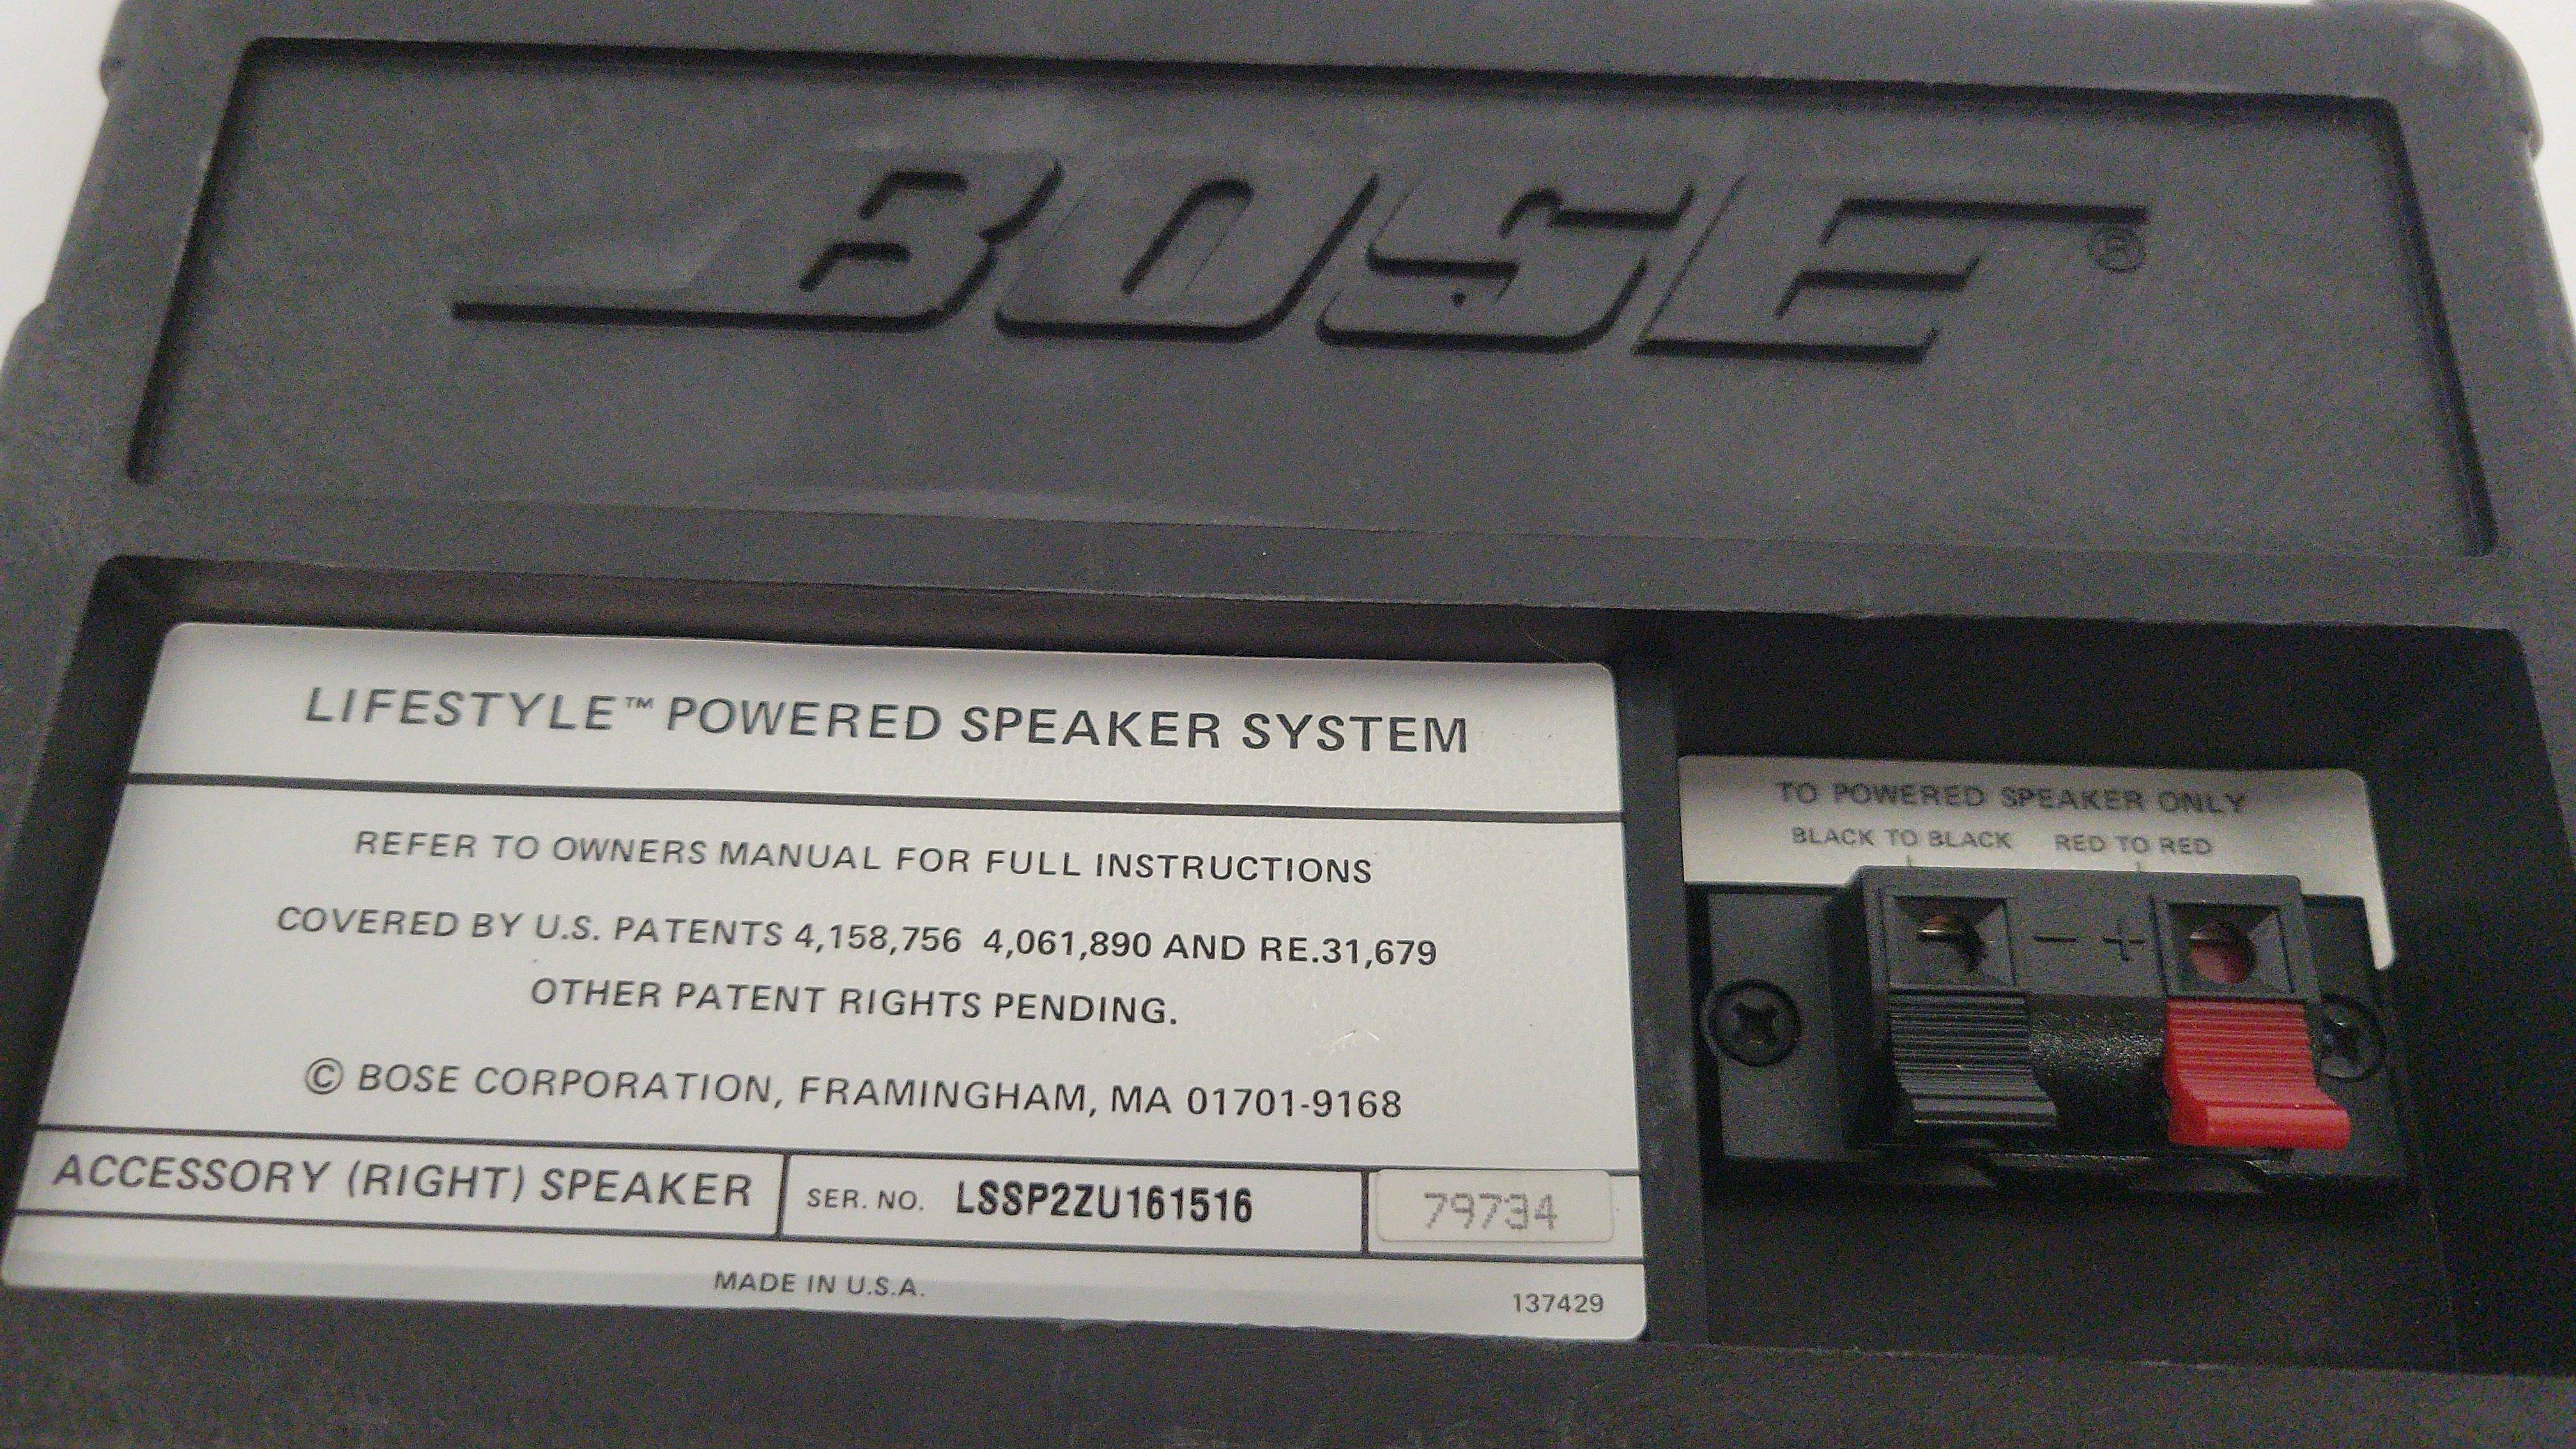 BOSE®
LIFESTYLE™ POWERED SPEAKER SYSTEM
REFER TO OWNERS MANUAL FOR FULL INSTRUCTIONS
COVERED BY U.S. PATENTS 4,158,756 4,061,890 AND RE.31,679
OTHER PATENT RIGHTS PENDING.
© BOSE CORPORATION, FRAMINGHAM, MA 01701-9168
ACCESSORY (RIGHT) SPEAKER
SER. NO. LSSP2ZU161516
79734
MADE IN U.S.A.
137429
TO POWERED SPEAKER ONLY
BLACK TO BLACK RED TO RED
- +